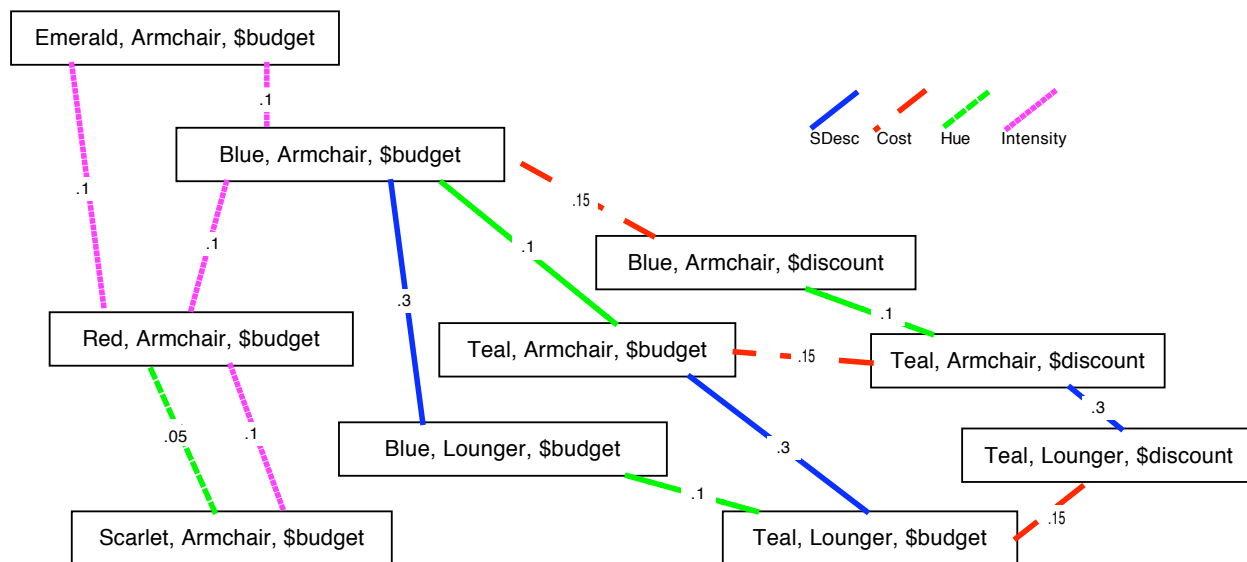 Emerald, Armchair, $budget
.1
Blue, Armchair, $budget
SDesc Cost Hue Intensity
.1
.15
.1
.1
Blue, Armchair, $discount
.3
.1
Red, Armchair, $budget
Teal, Armchair, $budget
.15
Teal, Armchair, $discount
.3
.05
.1
Blue, Lounger, $budget
.3
Teal, Lounger, $discount
.1
.15
Scarlet, Armchair, $budget
Teal, Lounger, $budget